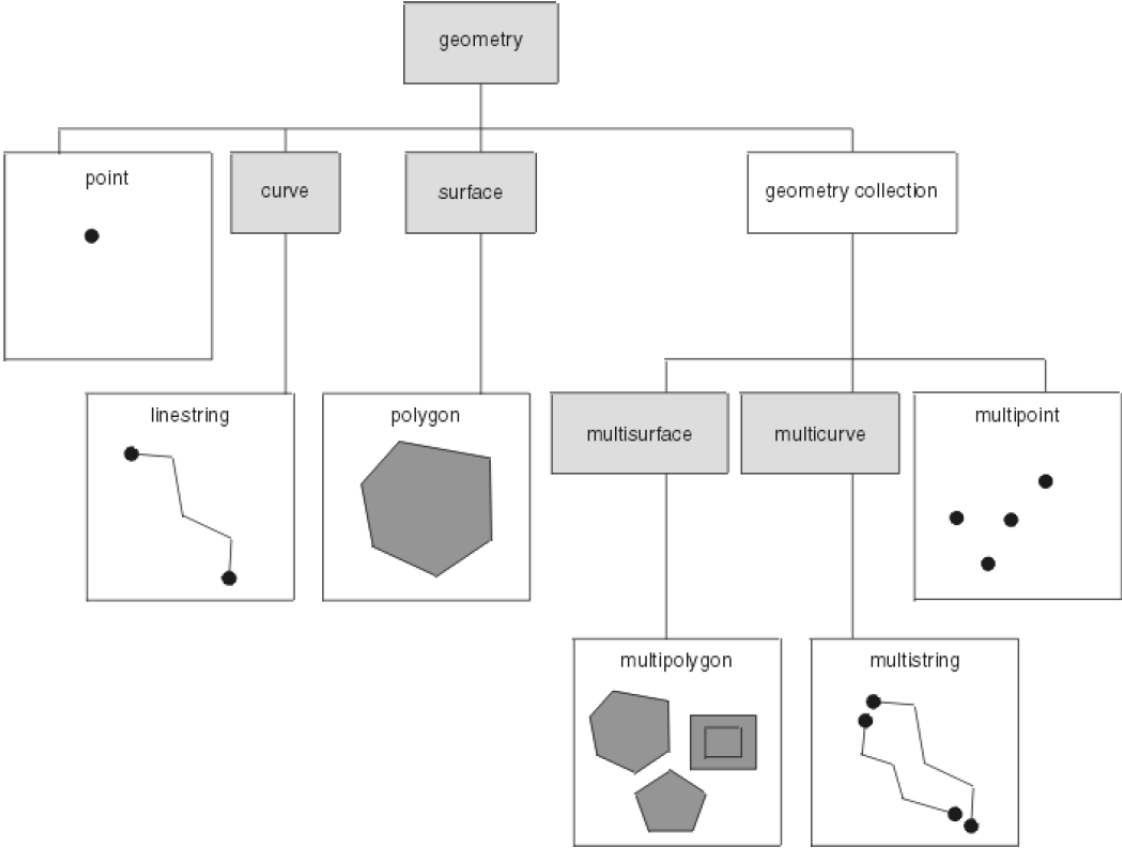 geometry
point
curve
surface
geometry collection
linestring
polygon
multisurface
multicurve
multipoint
multipolygon
multistring